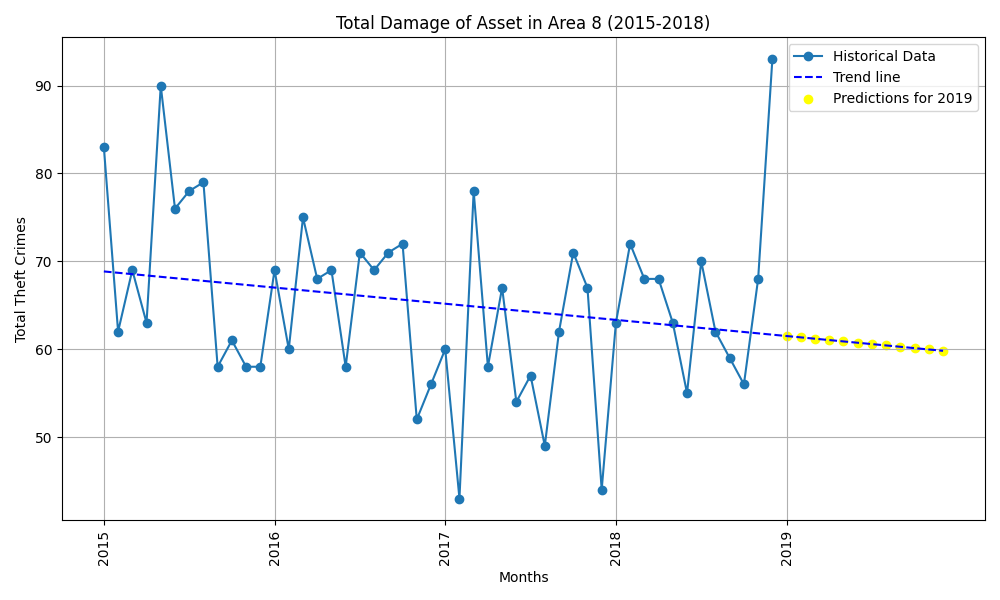 Total Damage of Asset in Area 8 (2015-2018)
Historical Data
Trend line
Predictions for 2019
Total Theft Crimes
90
80
70
60
50
2015
2016
2017
2018
2019
Months